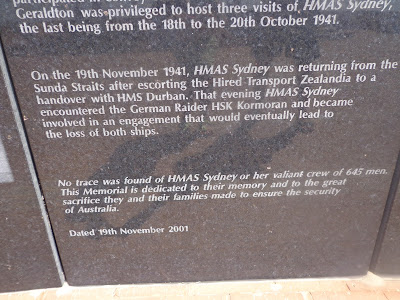 participated in
Geraldton was privileged to host three visits of, HMAS Sydney,
the last being from the 18th to the 20th October 1941.
On the 19th November 1941, HMAS Sydney was returning from the
Sunda Straits after escorting the Hired Transport Zealandia to a
handover with HMS Durban. That evening HMAS Sydney
encountered the German Raider HSK Kormoran and became
involved in an engagement that would eventually lead to
the loss of both ships.
No trace was found of HMAS Sydney or her valiant crew of 645 men.
This Memorial is dedicated to their memory and to the great
sacrifice they and their families made to ensure the security
of Australia.
Dated 19th November 2001